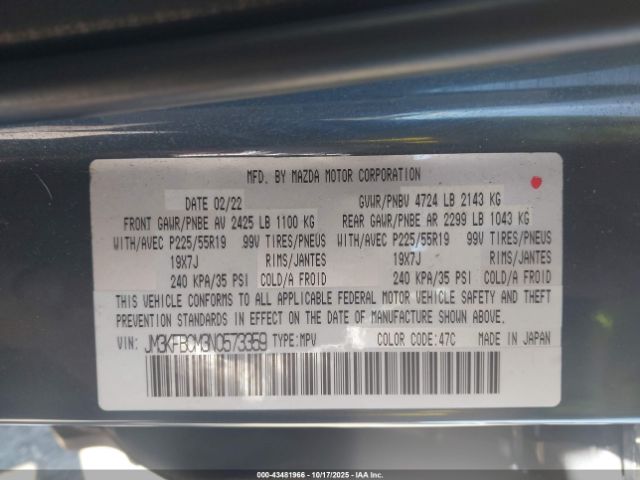 MFD. BY MAZDA MOTOR CORPORATION
DATE 02/22 GVWR/PNBV 4724 LB 2143 KG
FRONT GAWR/PNBE AV 2425 LB 1100 KG REAR GAWR/PNBE AR 2299 LB 1043 KG
WITH/AVEC P225/55R19 99V TIRES/PNEUS WITH/AVEC P225/55R19 99V TIRES/PNEUS
19X7J RIMS/JANTES 19X7J RIMS/JANTES
240 KPA/35 PSI COLD/A FROID 240 KPA/35 PSI COLD/A FROID
THIS VEHICLE CONFORMS TO ALL APPLICABLE FEDERAL MOTOR VEHICLE SAFETY AND THEFT
PREVENTION STANDARDS IN EFFECT ON THE DATE OF MANUFACTURE SHOWN ABOVE.
VIN: JM3KFBCM3N0573359 TYPE:MPV COLOR CODE:47C MADE IN JAPAN
00-43481966 - 10/17/2025 - © IAA, LLC